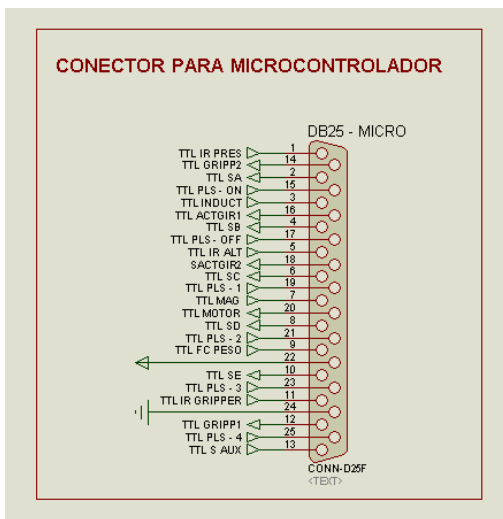 CONECTOR PARA MICROCONTROLADOR
DB25 - MICRO
TTL IR PRES 1
TTL GRIPP2 14
TTL SA 2
TTL PLS - ON 15
TTL INDUCT 3
TTL ACTGIR1 16
TTL SB 4
TTL PLS - OFF 17
TTL IR ALT 5
SACTGIR2 18
TTL SC 6
TTL PLS - 1 19
TTL MAG 7
TTL MOTOR 20
TTL SD 8
TTL PLS - 2 21
TTL FC PESO 9
22
TTL SE 10
TTL PLS - 3 23
TTL IR GRIPPER 11
24
TTL GRIPP1 12
TTL PLS - 4 25
TTL S AUX 13
CONN-D25F
<TEXT>